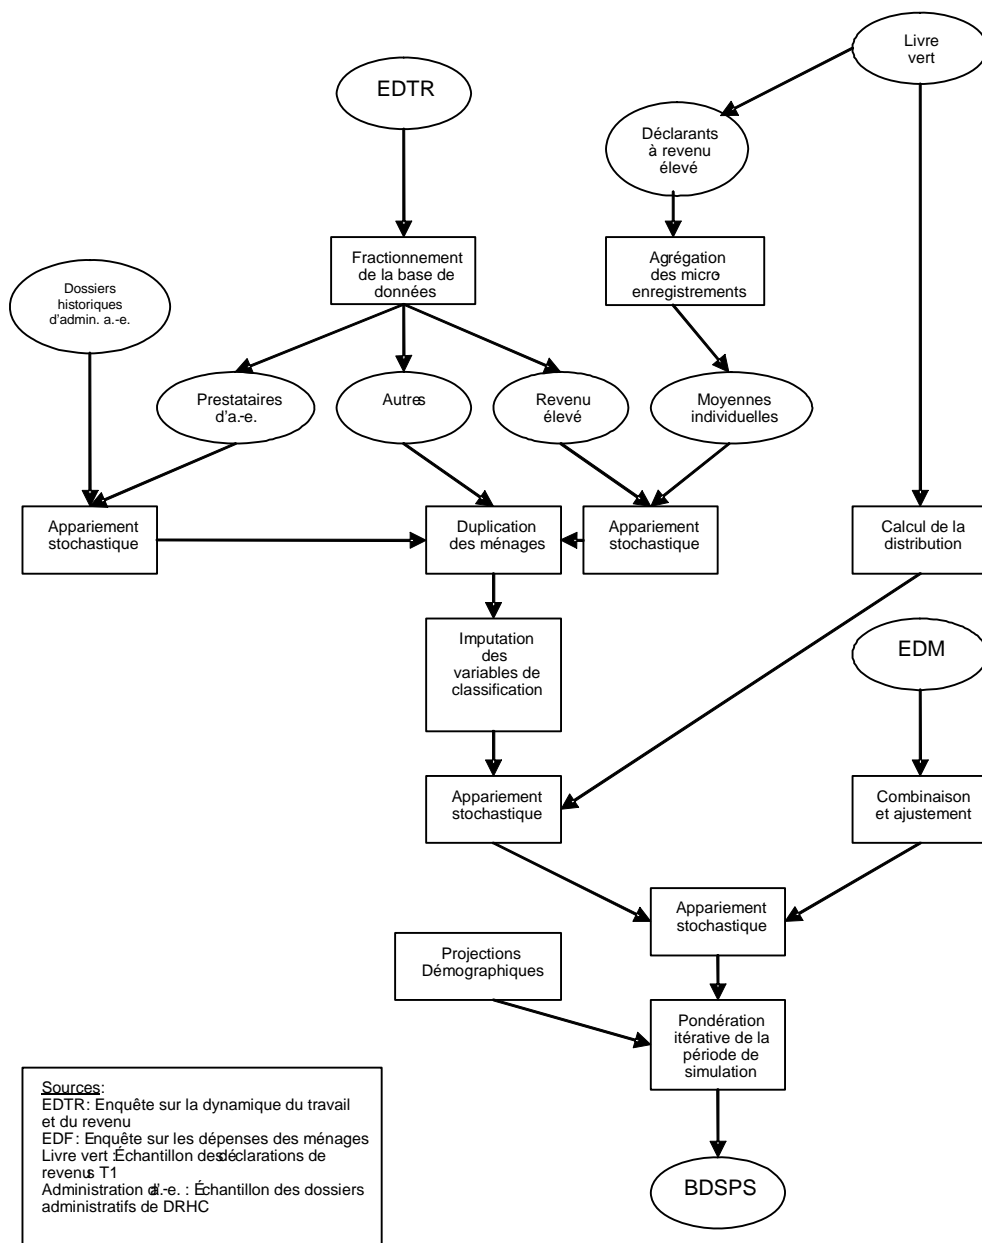 Livre
vert
EDTR
Déclarants
à revenu
élevé
Fractionnement
de la base de
données
Agrégation
des micro-
enregistrements
Dossiers
historiques
d'admin. a.-e.
Prestataires
d'a.-e.
Autres
Revenu
élevé
Moyennes
individuelles
Appariement
stochastique
Duplication
des ménages
Appariement
stochastique
Calcul de la
distribution
Imputation
des
variables de
classification
EDM
Appariement
stochastique
Combinaison
et ajustement
Appariement
stochastique
Projections
Démographiques
Pondération
itérative de la
période de
simulation
Sources:
EDTR: Enquête sur la dynamique du travail
et du revenu
EDF: Enquête sur les dépenses des ménages
Livre vert :Échantillon des déclarations de
revenus T1
Administration d'a.-e. : Échantillon des dossiers
administratifs de DRHC
BDSPS